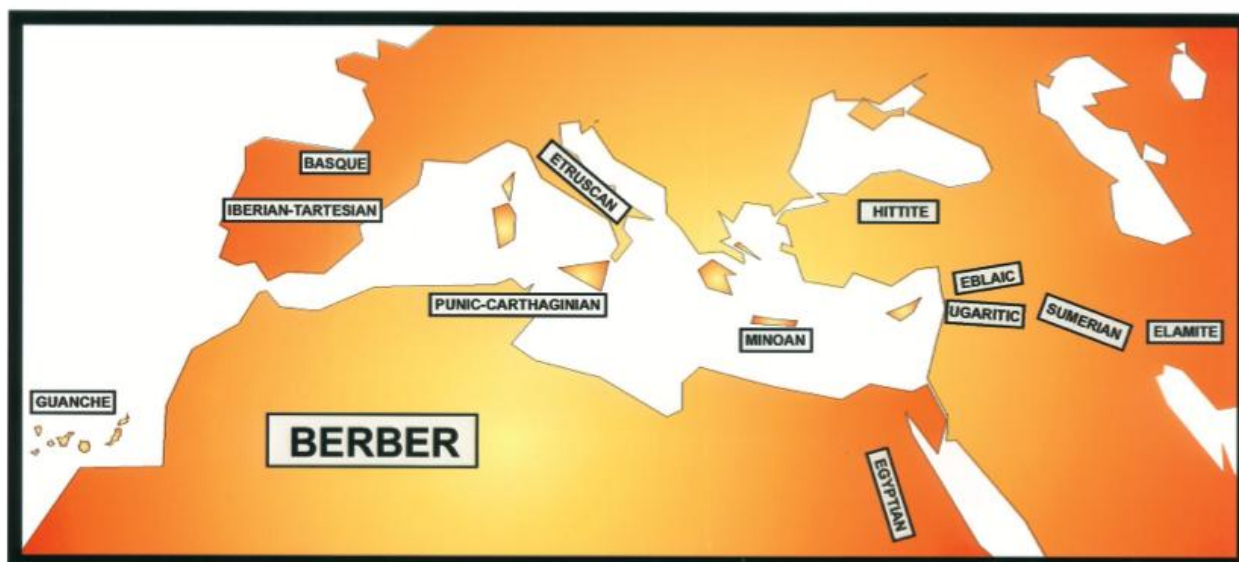 BASQUE
ETRUSCAN
IBERIAN-TARTESIAN
HITTITE
EBLAIC
PUNIC-CARTHAGINIAN
UGARITIC
SUMERIAN
ELAMITE
MINOAN
GUANCHE
BERBER
EGYPTIAN